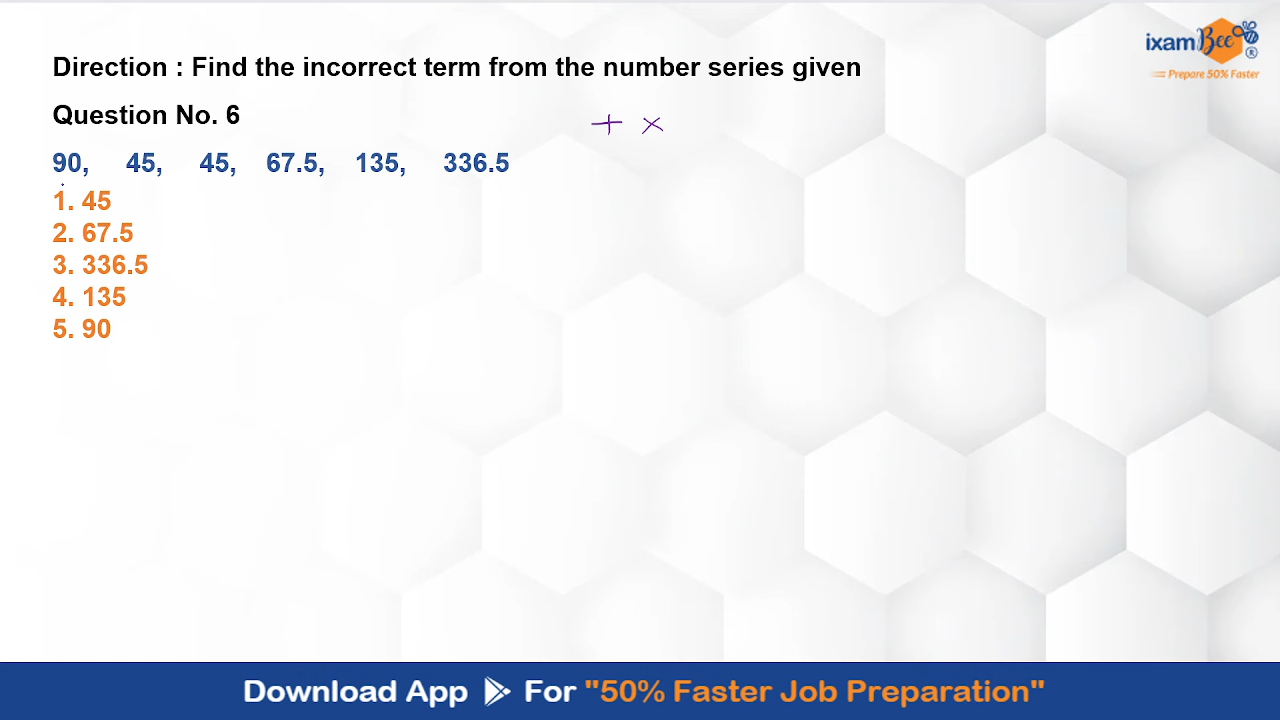 ixamBee
®
Prepare 50% Faster
Direction : Find the incorrect term from the number series given
Question No. 6
+ ×
90, 45, 45, 67.5, 135, 336.5
1. 45
2. 67.5
3. 336.5
4. 135
5. 90
Download App For "50% Faster Job Preparation"